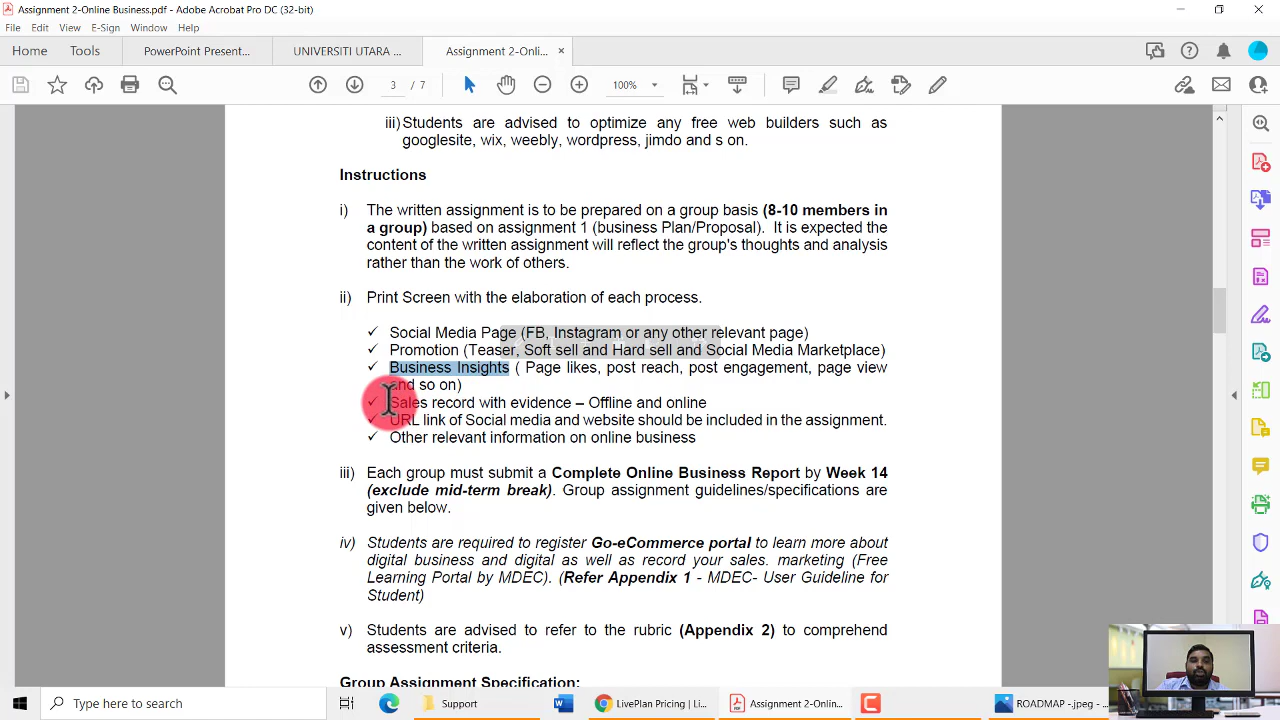 Assignment 2-Online Business.pdf - Adobe Acrobat Pro DC (32-bit)
File Edit View E-Sign Window Help
Home Tools PowerPoint Present... UNIVERSITI UTARA ... Assignment 2-Onli... ×
3 / 7 100%
iii) Students are advised to optimize any free web builders such as
googlesite, wix, weebly, wordpress, jimdo and s on.
Instructions
i) The written assignment is to be prepared on a group basis (8-10 members in
a group) based on assignment 1 (business Plan/Proposal). It is expected the
content of the written assignment will reflect the group's thoughts and analysis
rather than the work of others.
ii) Print Screen with the elaboration of each process.
✓ Social Media Page (FB, Instagram or any other relevant page)
✓ Promotion (Teaser, Soft sell and Hard sell and Social Media Marketplace)
✓ Business Insights ( Page likes, post reach, post engagement, page view
and so on)
✓ Sales record with evidence – Offline and online
✓ URL link of Social media and website should be included in the assignment.
✓ Other relevant information on online business
iii) Each group must submit a Complete Online Business Report by Week 14
(exclude mid-term break). Group assignment guidelines/specifications are
given below.
iv) Students are required to register Go-eCommerce portal to learn more about
digital business and digital as well as record your sales. marketing (Free
Learning Portal by MDEC). (Refer Appendix 1 - MDEC- User Guideline for
Student)
v) Students are advised to refer to the rubric (Appendix 2) to comprehend
assessment criteria.
Group Assignment Specification:
Type here to search Support LivePlan Pricing | Li... Assignment 2-Onlin... ROADMAP -.jpeg -